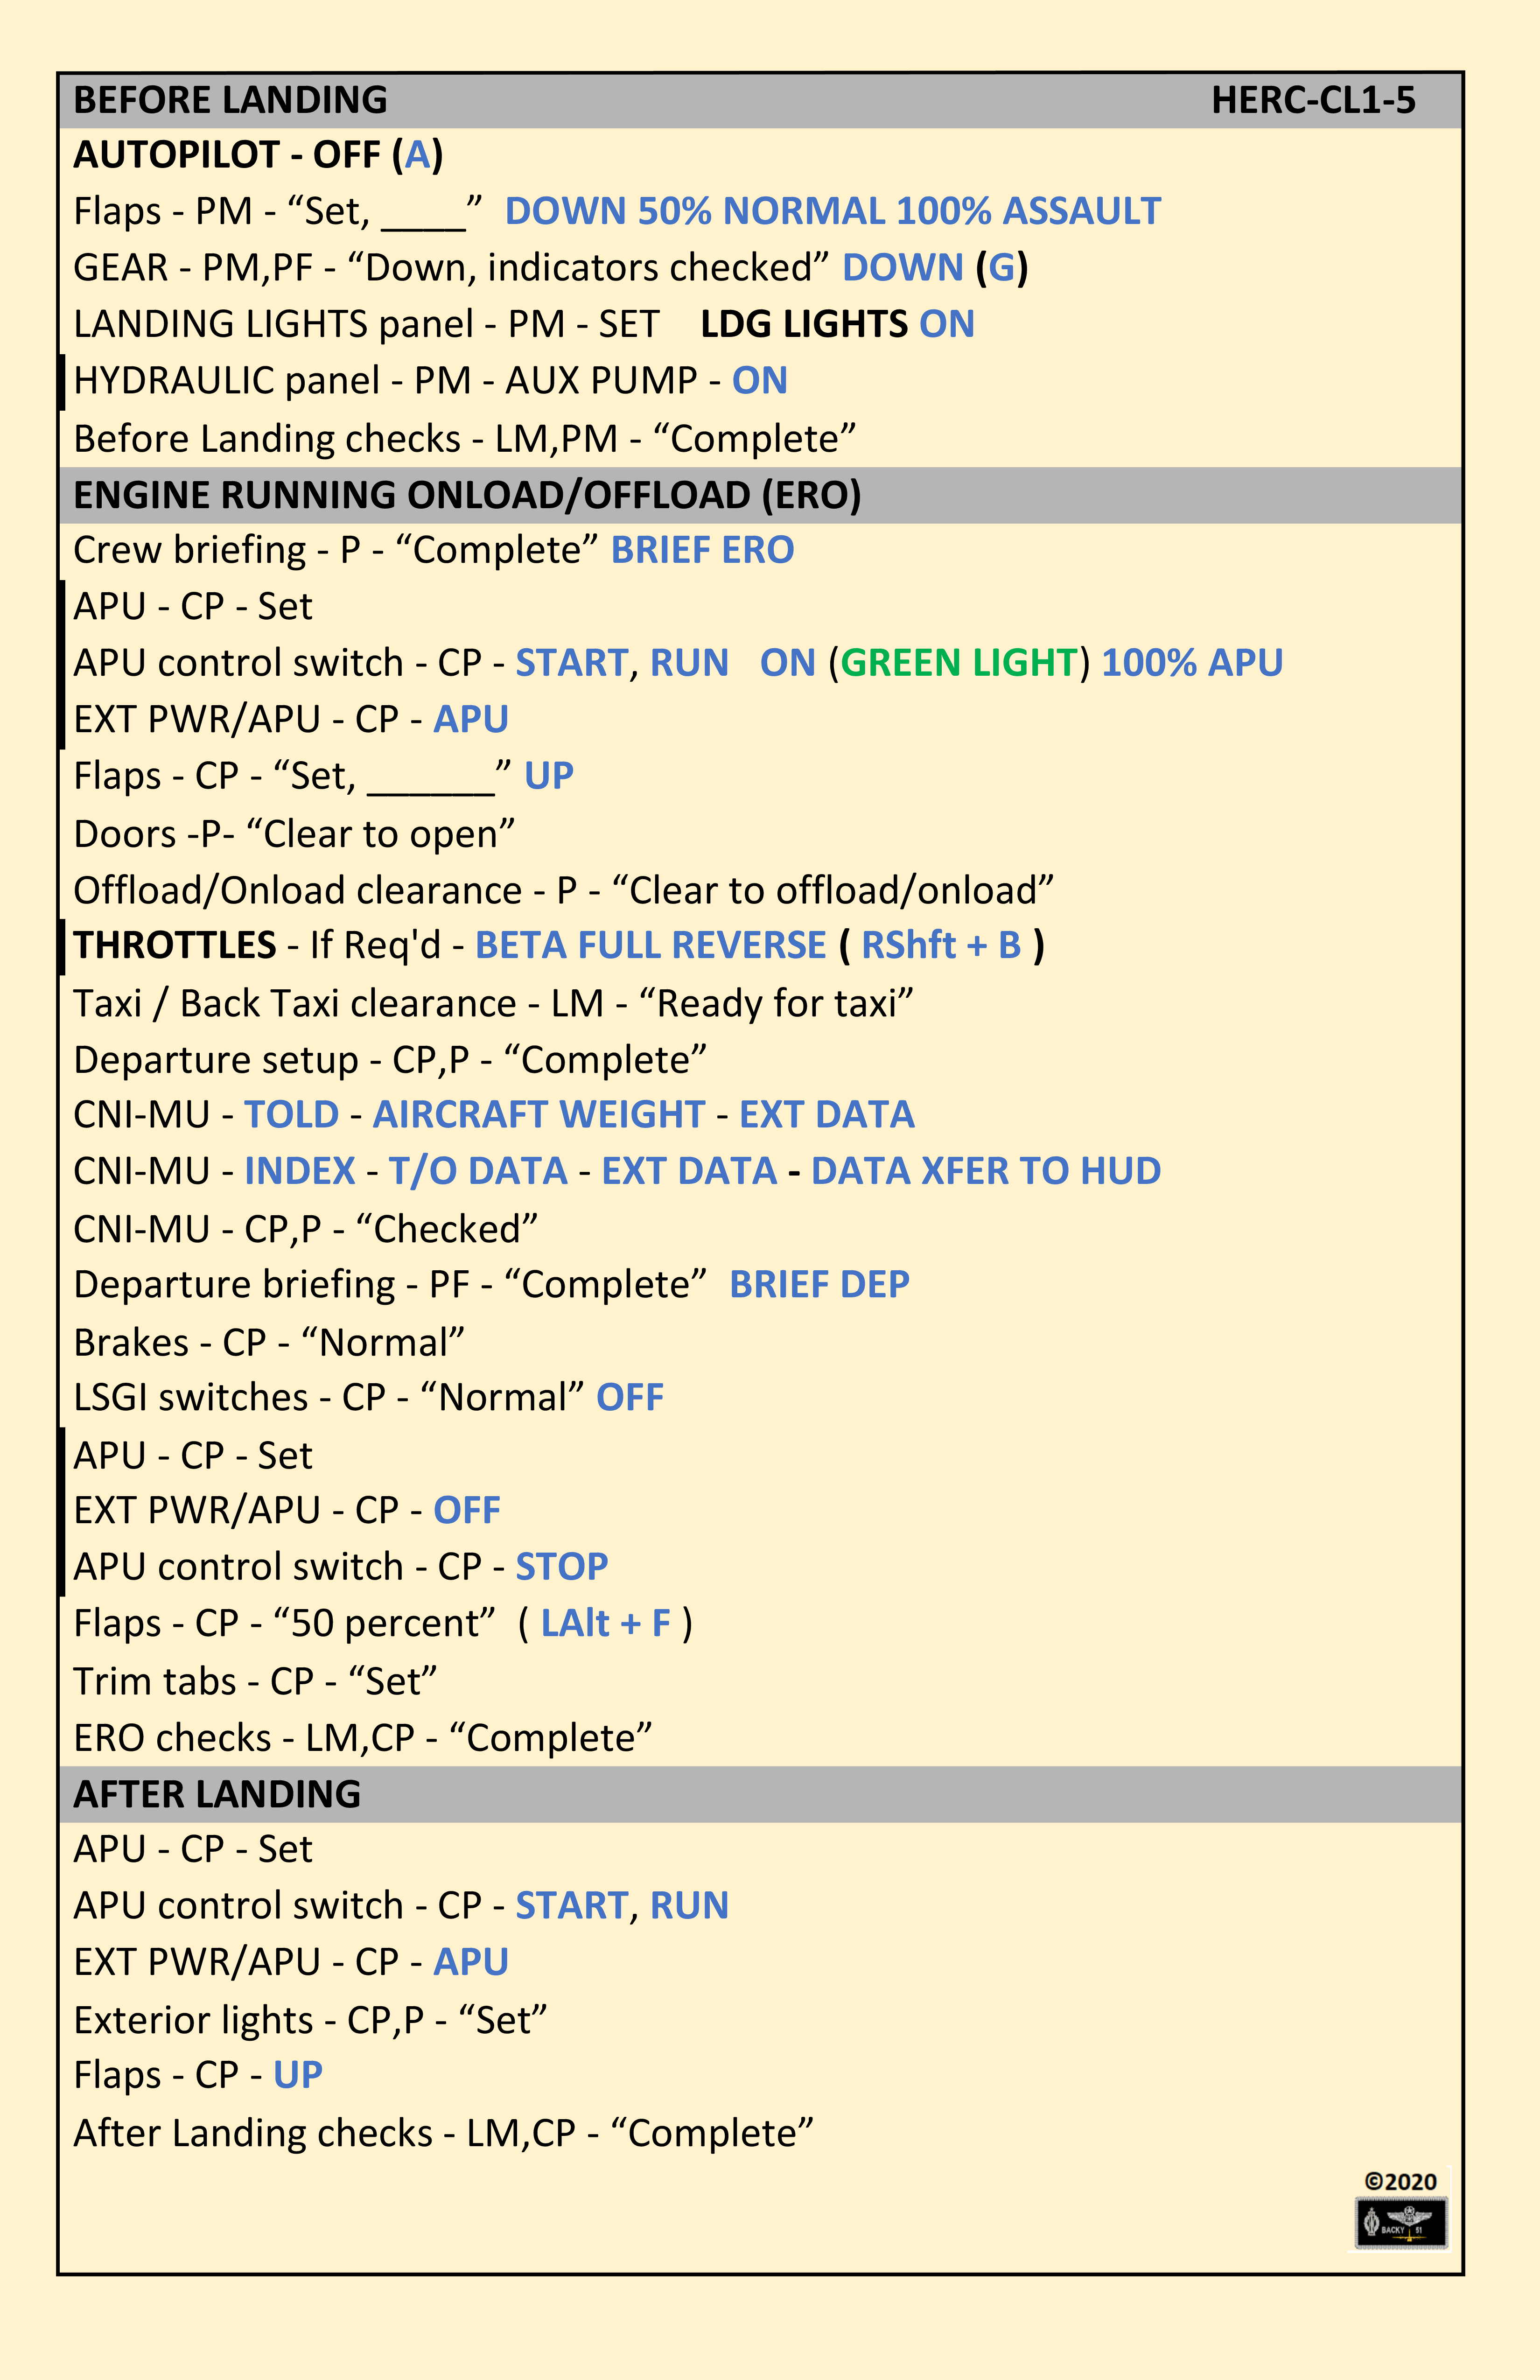 BEFORE LANDING HERC-CL1-5
AUTOPILOT - OFF (A)
Flaps - PM - “Set, ____” DOWN 50% NORMAL 100% ASSAULT
GEAR - PM,PF - “Down, indicators checked” DOWN (G)
LANDING LIGHTS panel - PM - SET LDG LIGHTS ON
HYDRAULIC panel - PM - AUX PUMP - ON
Before Landing checks - LM,PM - “Complete”
ENGINE RUNNING ONLOAD/OFFLOAD (ERO)
Crew briefing - P - “Complete” BRIEF ERO
APU - CP - Set
APU control switch - CP - START, RUN ON (GREEN LIGHT) 100% APU
EXT PWR/APU - CP - APU
Flaps - CP - “Set, ______” UP
Doors -P- “Clear to open”
Offload/Onload clearance - P - “Clear to offload/onload”
THROTTLES - If Req'd - BETA FULL REVERSE ( RShft + B )
Taxi / Back Taxi clearance - LM - “Ready for taxi”
Departure setup - CP,P - “Complete”
CNI-MU - TOLD - AIRCRAFT WEIGHT - EXT DATA
CNI-MU - INDEX - T/O DATA - EXT DATA - DATA XFER TO HUD
CNI-MU - CP,P - “Checked”
Departure briefing - PF - “Complete” BRIEF DEP
Brakes - CP - “Normal”
LSGI switches - CP - “Normal” OFF
APU - CP - Set
EXT PWR/APU - CP - OFF
APU control switch - CP - STOP
Flaps - CP - “50 percent” ( LAlt + F )
Trim tabs - CP - “Set”
ERO checks - LM,CP - “Complete”
AFTER LANDING
APU - CP - Set
APU control switch - CP - START, RUN
EXT PWR/APU - CP - APU
Exterior lights - CP,P - “Set”
Flaps - CP - UP
After Landing checks - LM,CP - “Complete”
©2020
BACKY 51